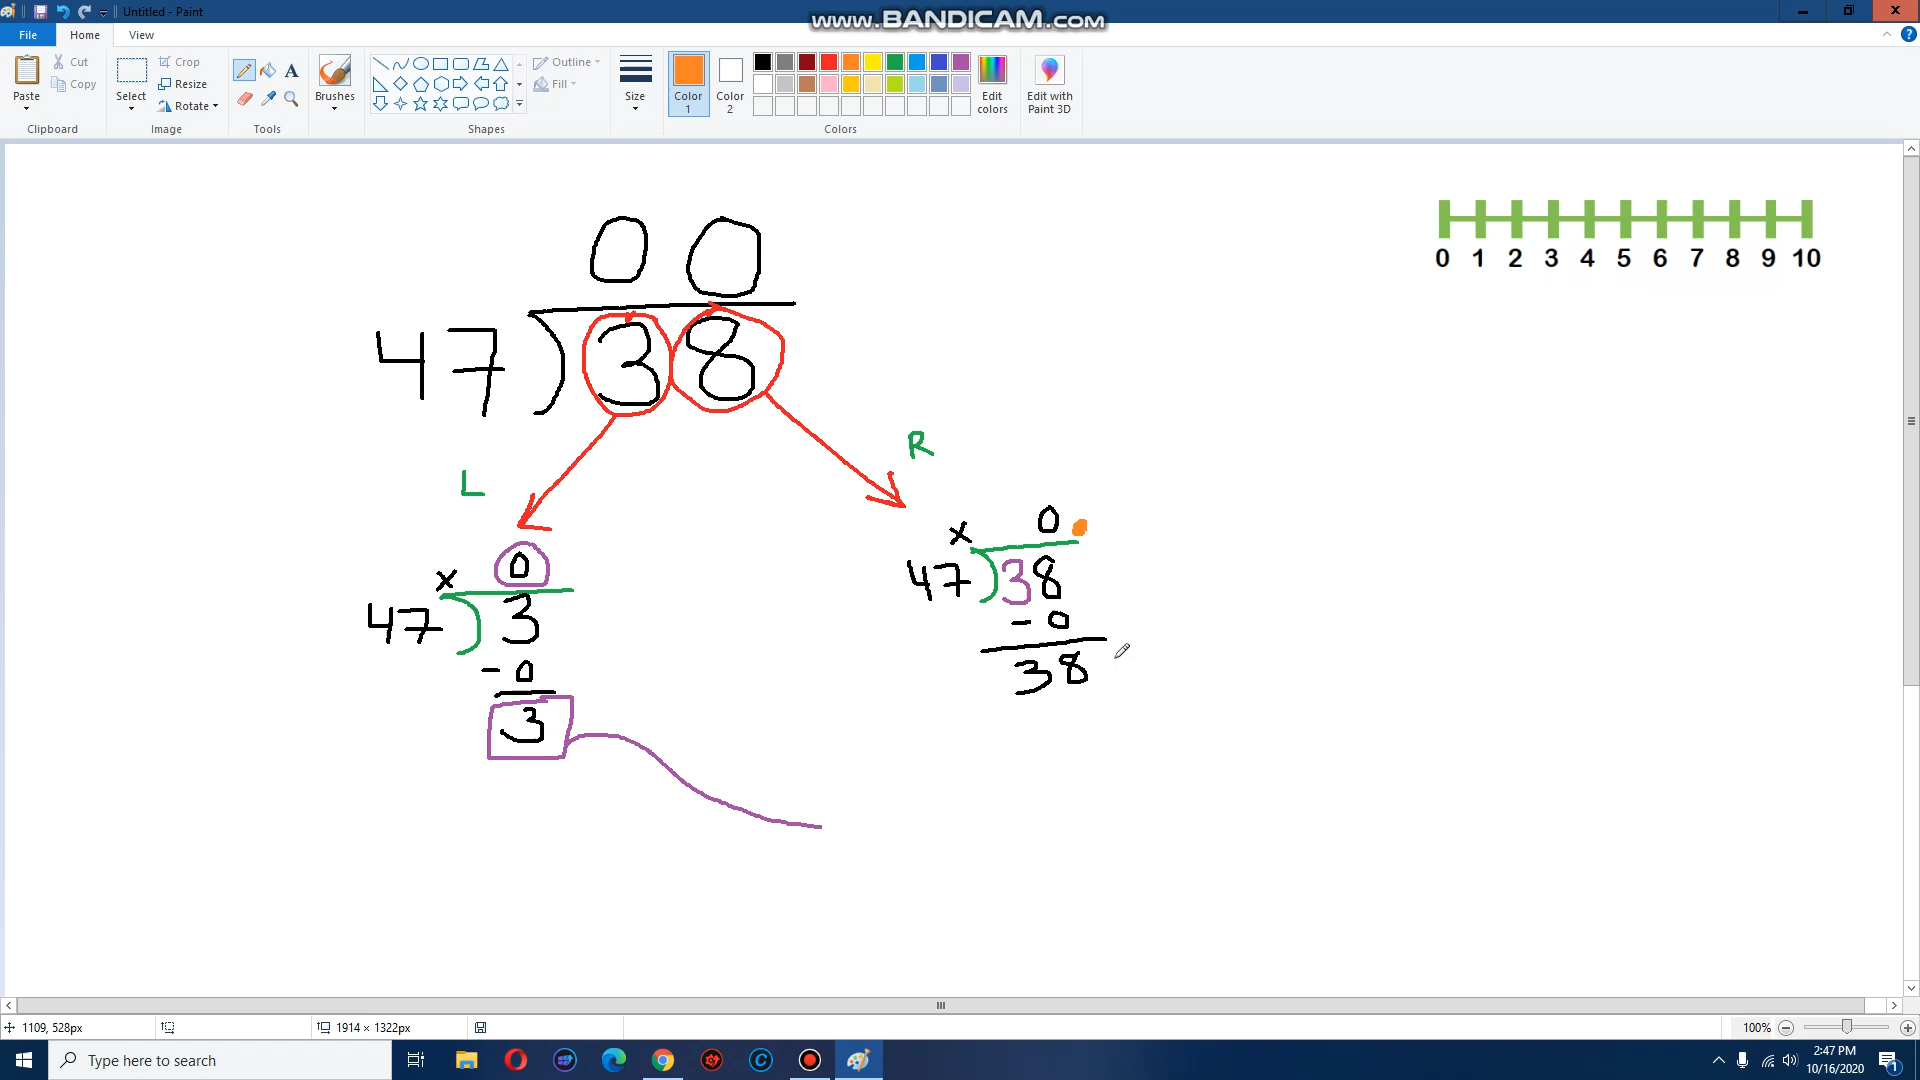 Untitled - Paint
www.BANDICAM.com
File Home View
Paste Cut Copy
Clipboard
Select Crop Resize Rotate
Image
A
Tools
Brushes
Outline Fill
Shapes
Size
Color 1 Color 2
Edit colors
Colors
Edit with Paint 3D
0 0
47 ) 3 8
0 1 2 3 4 5 6 7 8 9 10
L
R
x 0
47 ) 3
- 0
3
x 0 .
47 ) 38
- 0
38
1109, 528px
1914 × 1322px
100%
Type here to search
2:47 PM
10/16/2020
1